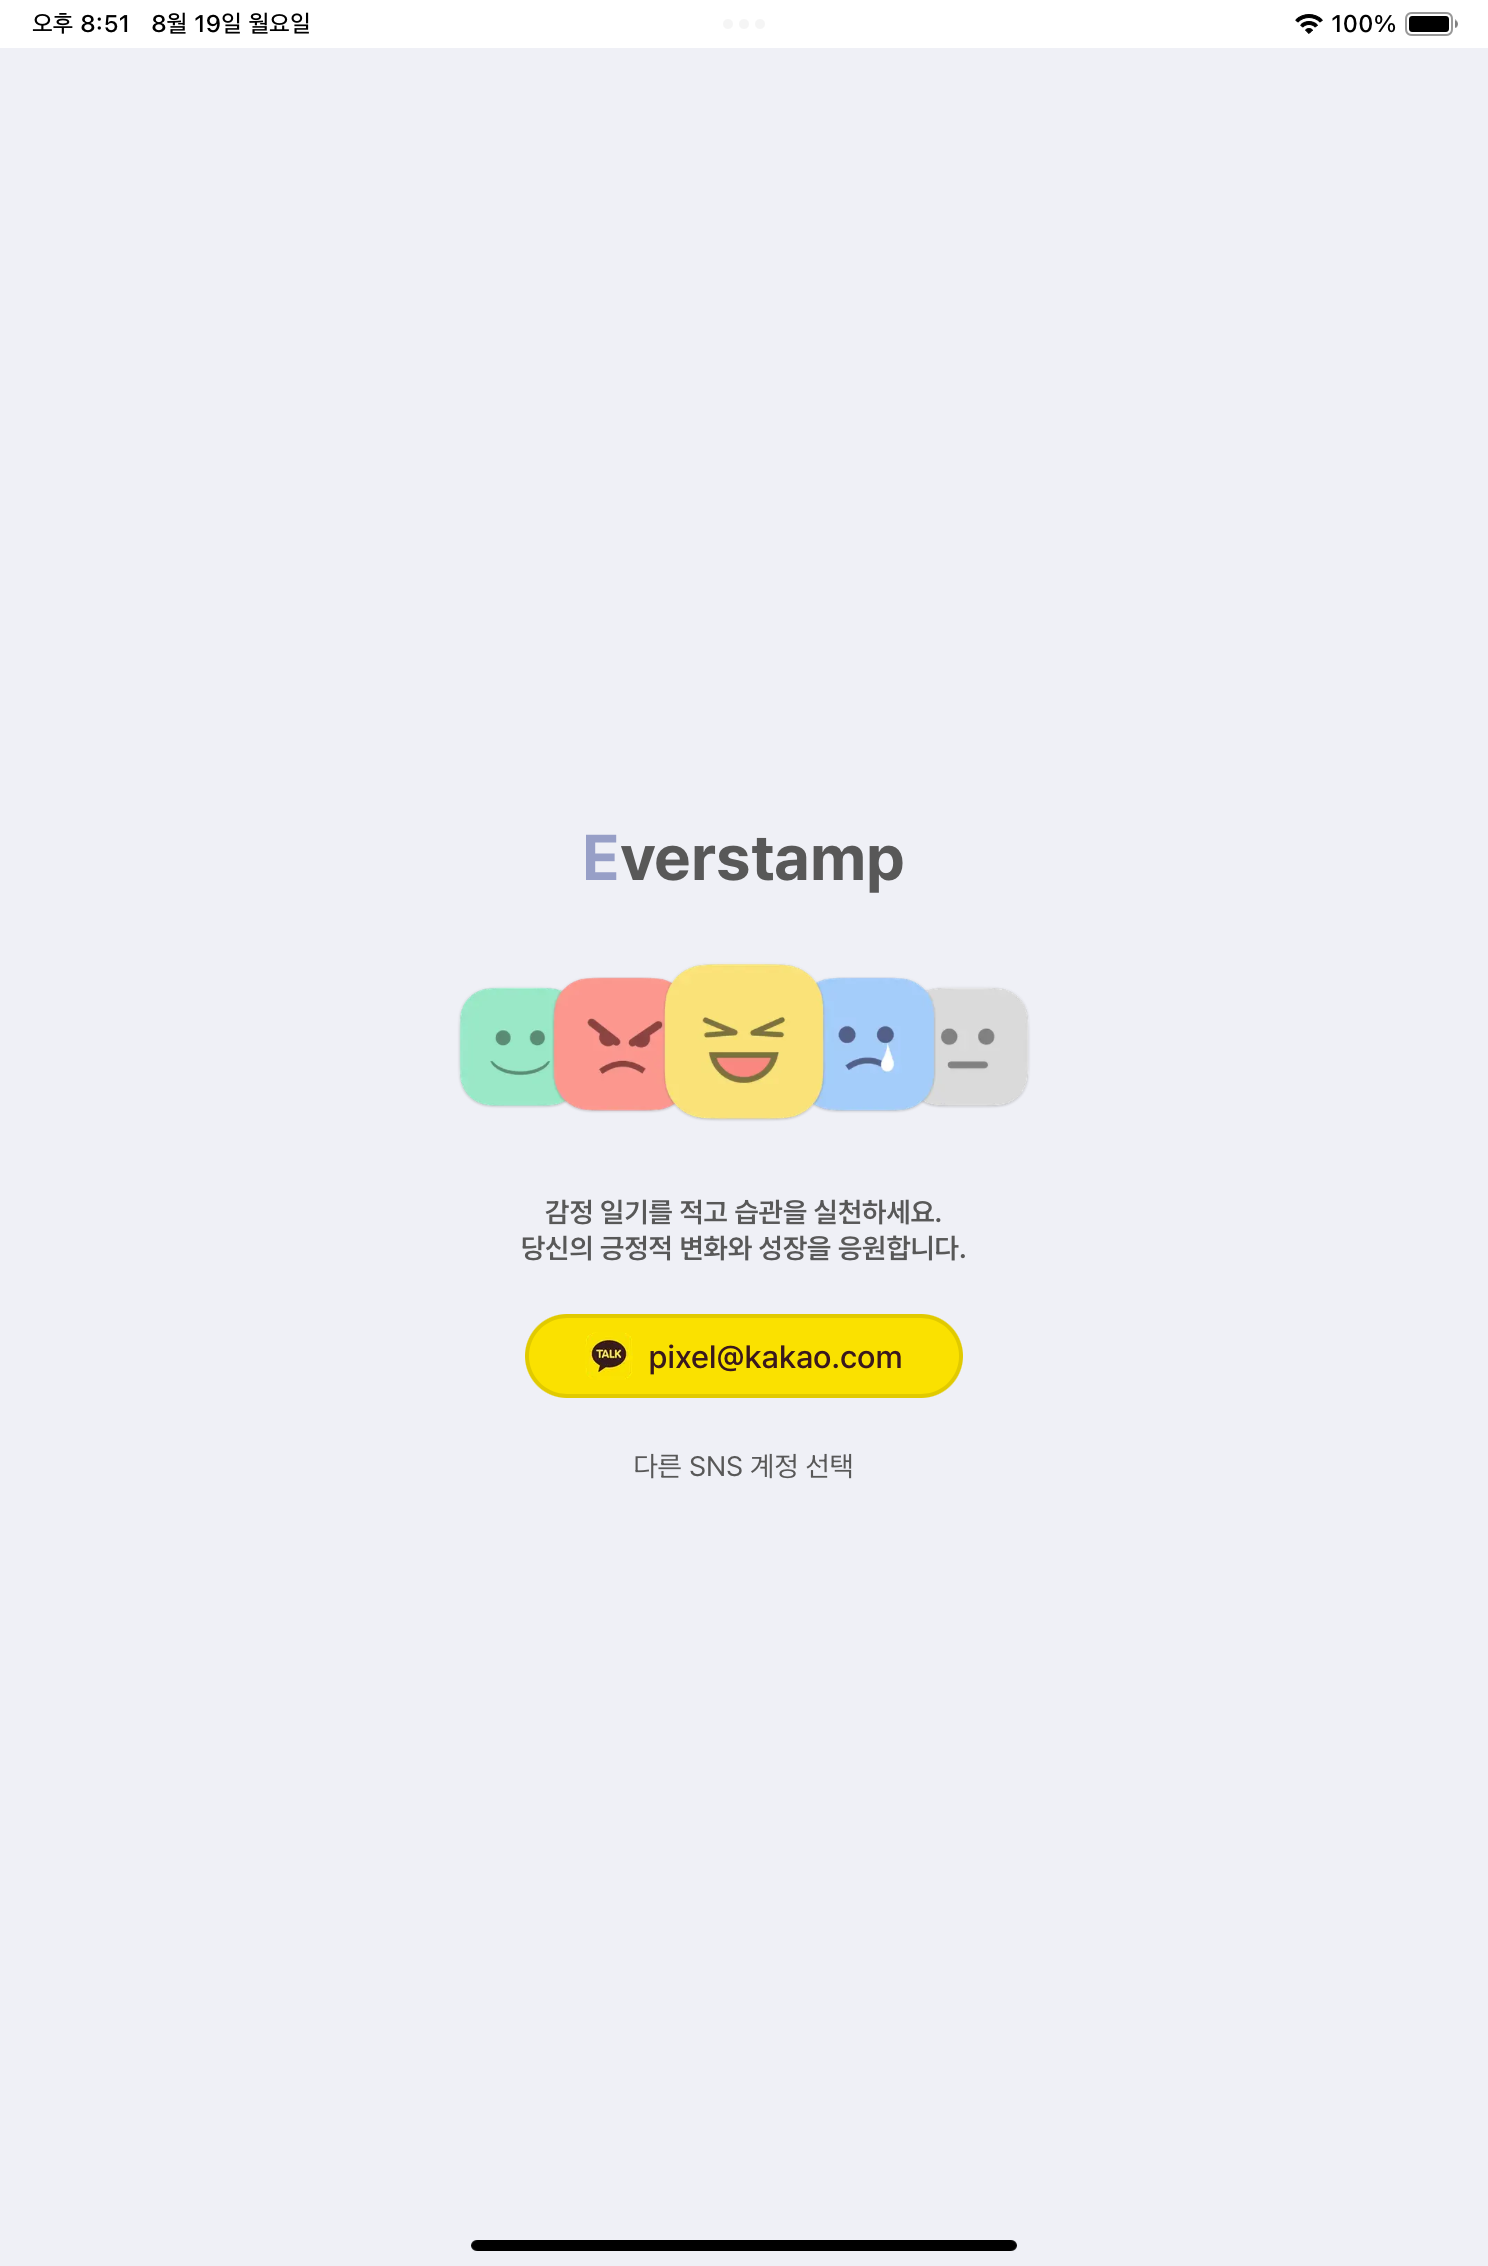 오후 8:51 8월 19일 월요일
100%
Everstamp
감정 일기를 적고 습관을 실천하세요.
당신의 긍정적 변화와 성장을 응원합니다.
TALK pixel@kakao.com
다른 SNS 계정 선택